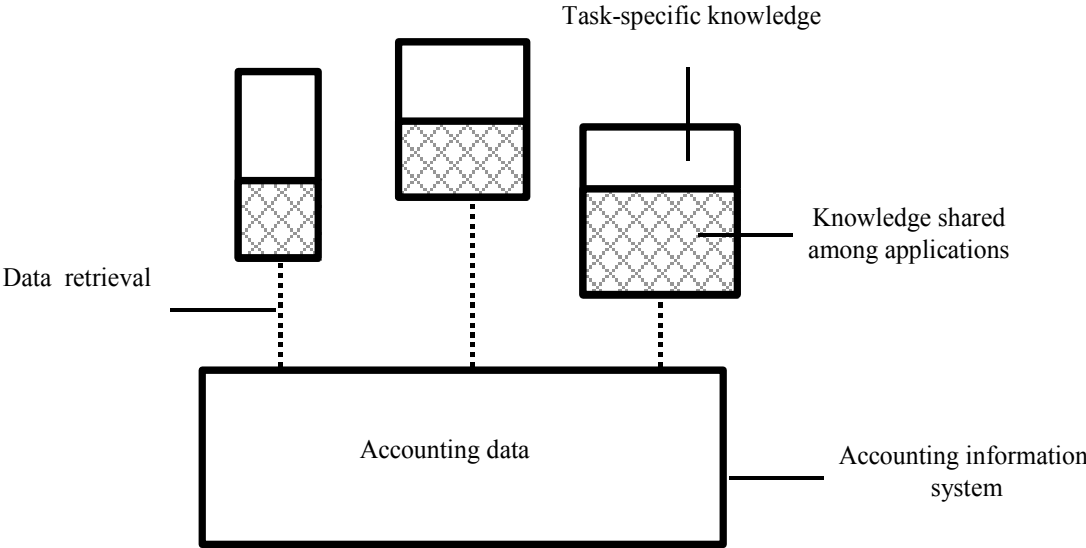 Task-specific knowledge
Knowledge shared
among applications
Data retrieval
Accounting data
Accounting information
system